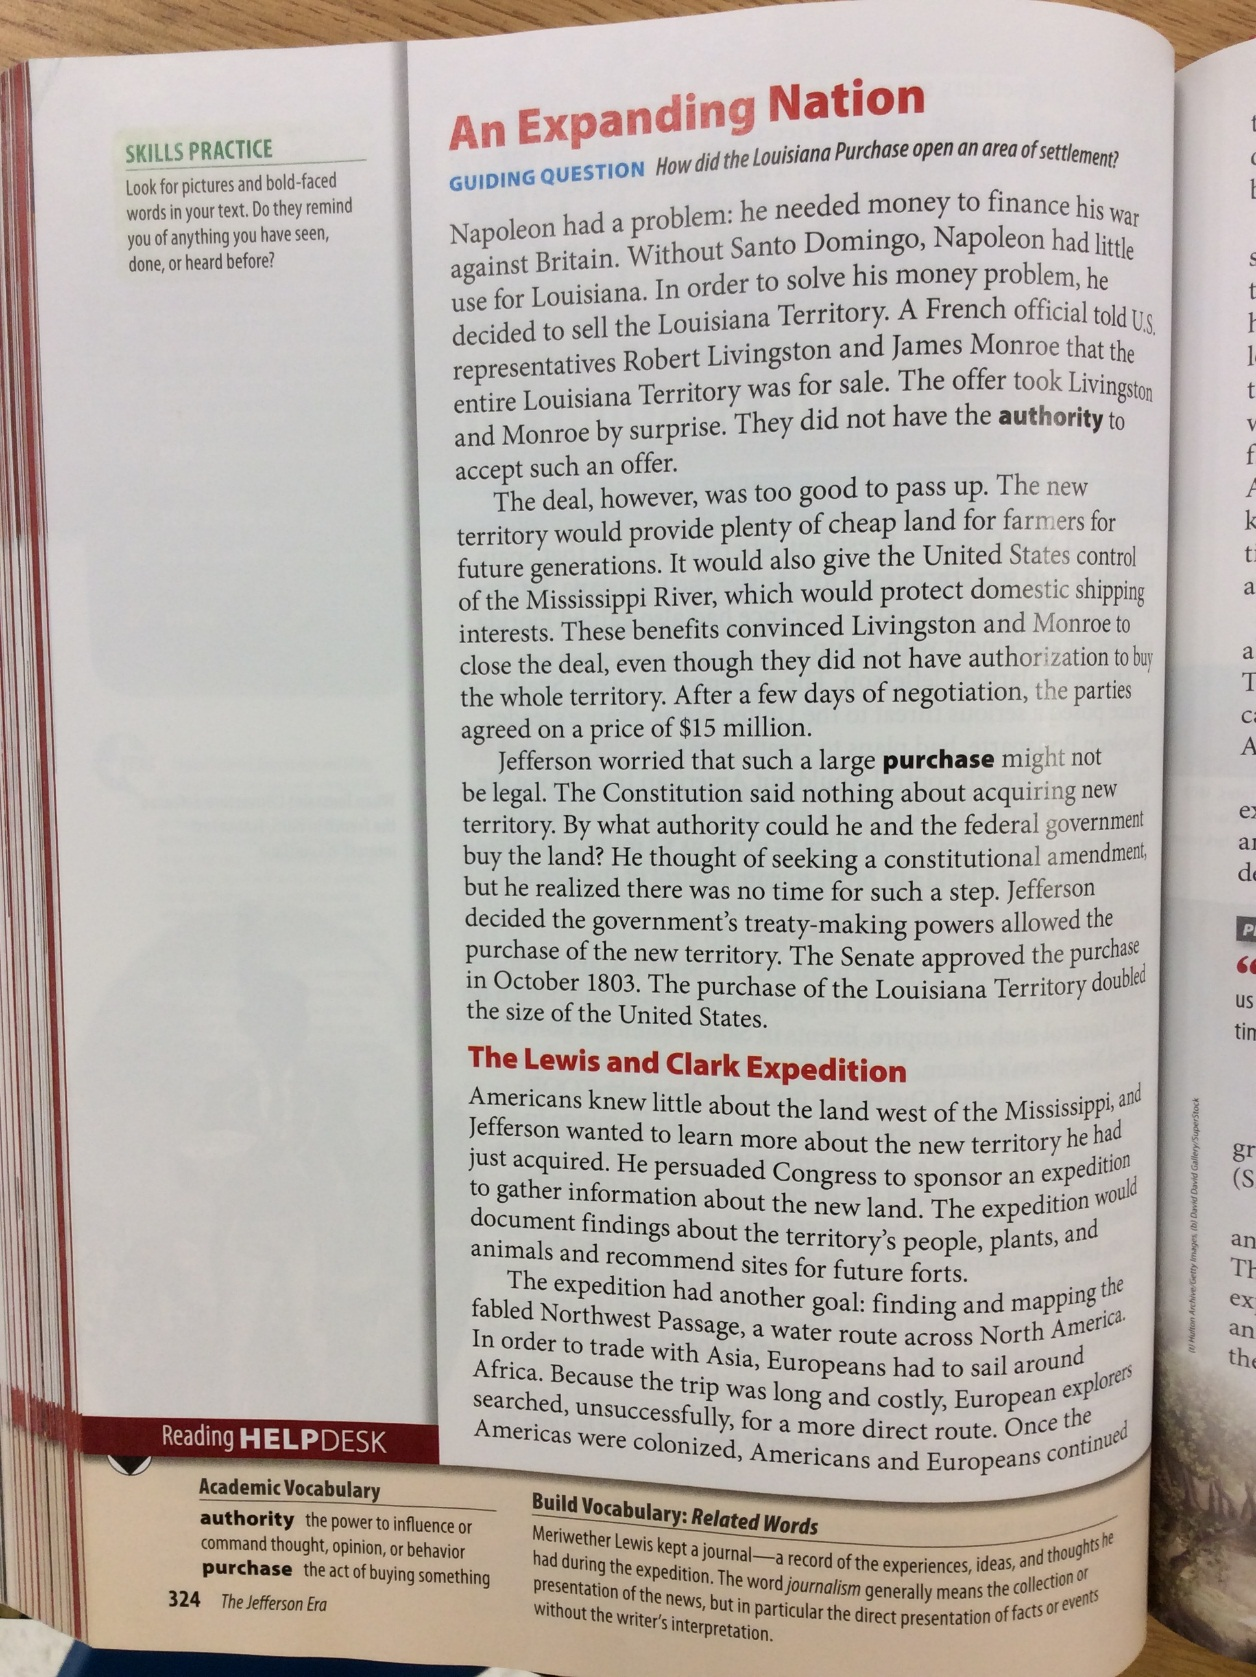 SKILLS PRACTICE
Look for pictures and bold-faced
words in your text. Do they remind
you of anything you have seen,
done, or heard before?
An Expanding Nation
GUIDING QUESTION How did the Louisiana Purchase open an area of settlement?
Napoleon had a problem: he needed money to finance his war
against Britain. Without Santo Domingo, Napoleon had little
use for Louisiana. In order to solve his money problem, he
decided to sell the Louisiana Territory. A French official told U.S.
representatives Robert Livingston and James Monroe that the
entire Louisiana Territory was for sale. The offer took Livingston
and Monroe by surprise. They did not have the authority to
accept such an offer.
The deal, however, was too good to pass up. The new
territory would provide plenty of cheap land for farmers for
future generations. It would also give the United States control
of the Mississippi River, which would protect domestic shipping
interests. These benefits convinced Livingston and Monroe to
close the deal, even though they did not have authorization to buy
the whole territory. After a few days of negotiation, the parties
agreed on a price of $15 million.
Jefferson worried that such a large purchase might not
be legal. The Constitution said nothing about acquiring new
territory. By what authority could he and the federal government
buy the land? He thought of seeking a constitutional amendment,
but he realized there was no time for such a step. Jefferson
decided the government's treaty-making powers allowed the
purchase of the new territory. The Senate approved the purchase
in October 1803. The purchase of the Louisiana Territory doubled
the size of the United States.
The Lewis and Clark Expedition
Americans knew little about the land west of the Mississippi, and
Jefferson wanted to learn more about the new territory he had
just acquired. He persuaded Congress to sponsor an expedition
to gather information about the new land. The expedition would
document findings about the territory's people, plants, and
animals and recommend sites for future forts.
The expedition had another goal: finding and mapping the
fabled Northwest Passage, a water route across North America.
In order to trade with Asia, Europeans had to sail around
Africa. Because the trip was long and costly, European explorers
searched, unsuccessfully, for a more direct route. Once the
Americas were colonized, Americans and Europeans continued
Reading HELPDESK
Academic Vocabulary
authority the power to influence or
command thought, opinion, or behavior
purchase the act of buying something
Build Vocabulary: Related Words
Meriwether Lewis kept a journal—a record of the experiences, ideas, and thoughts he
had during the expedition. The word journalism generally means the collection or
presentation of the news, but in particular the direct presentation of facts or events
without the writer's interpretation.
324 The Jefferson Era
(t) Hulton Archive/Getty Images, (b) David David Gallery/SuperStock